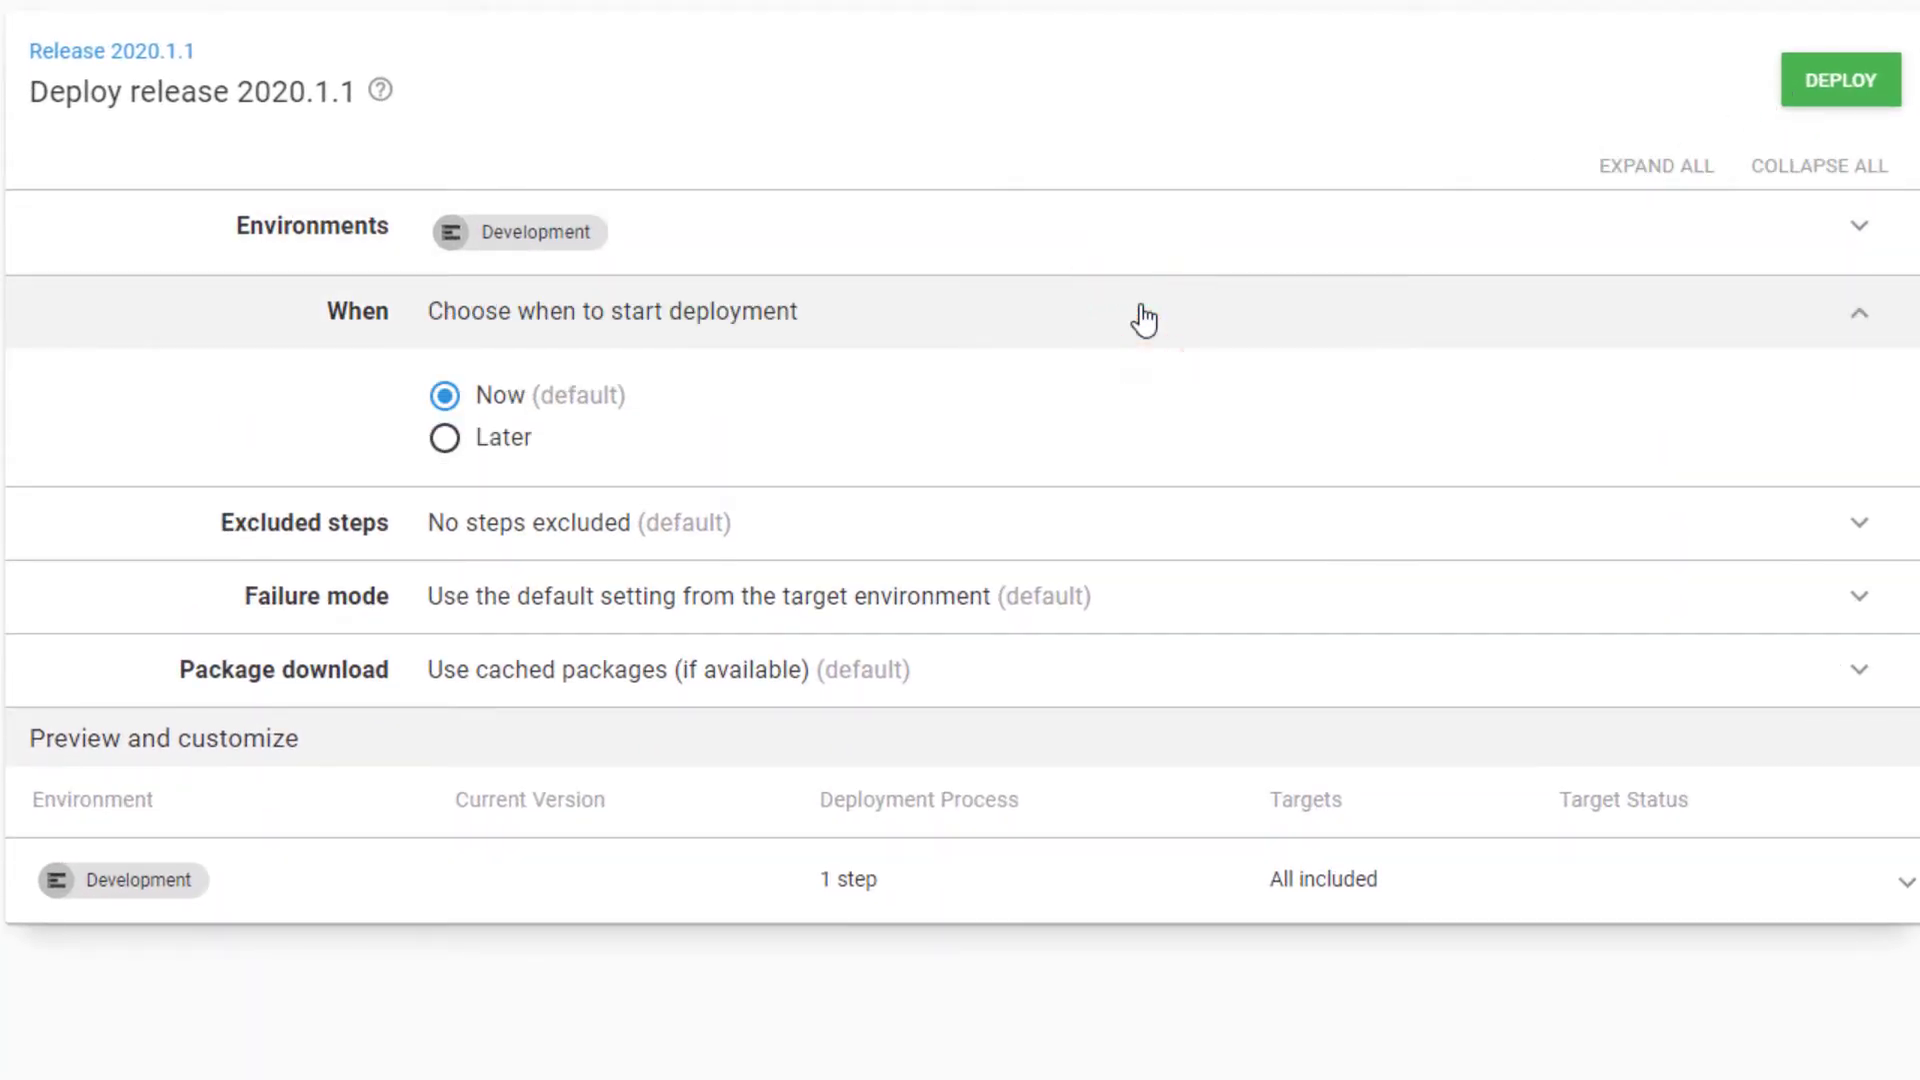 Release 2020.1.1
Deploy release 2020.1.1
DEPLOY
EXPAND ALL COLLAPSE ALL
Environments Development
When Choose when to start deployment
Now (default)
Later
Excluded steps No steps excluded (default)
Failure mode Use the default setting from the target environment (default)
Package download Use cached packages (if available) (default)
Preview and customize
Environment Current Version Deployment Process Targets Target Status
Development 1 step All included